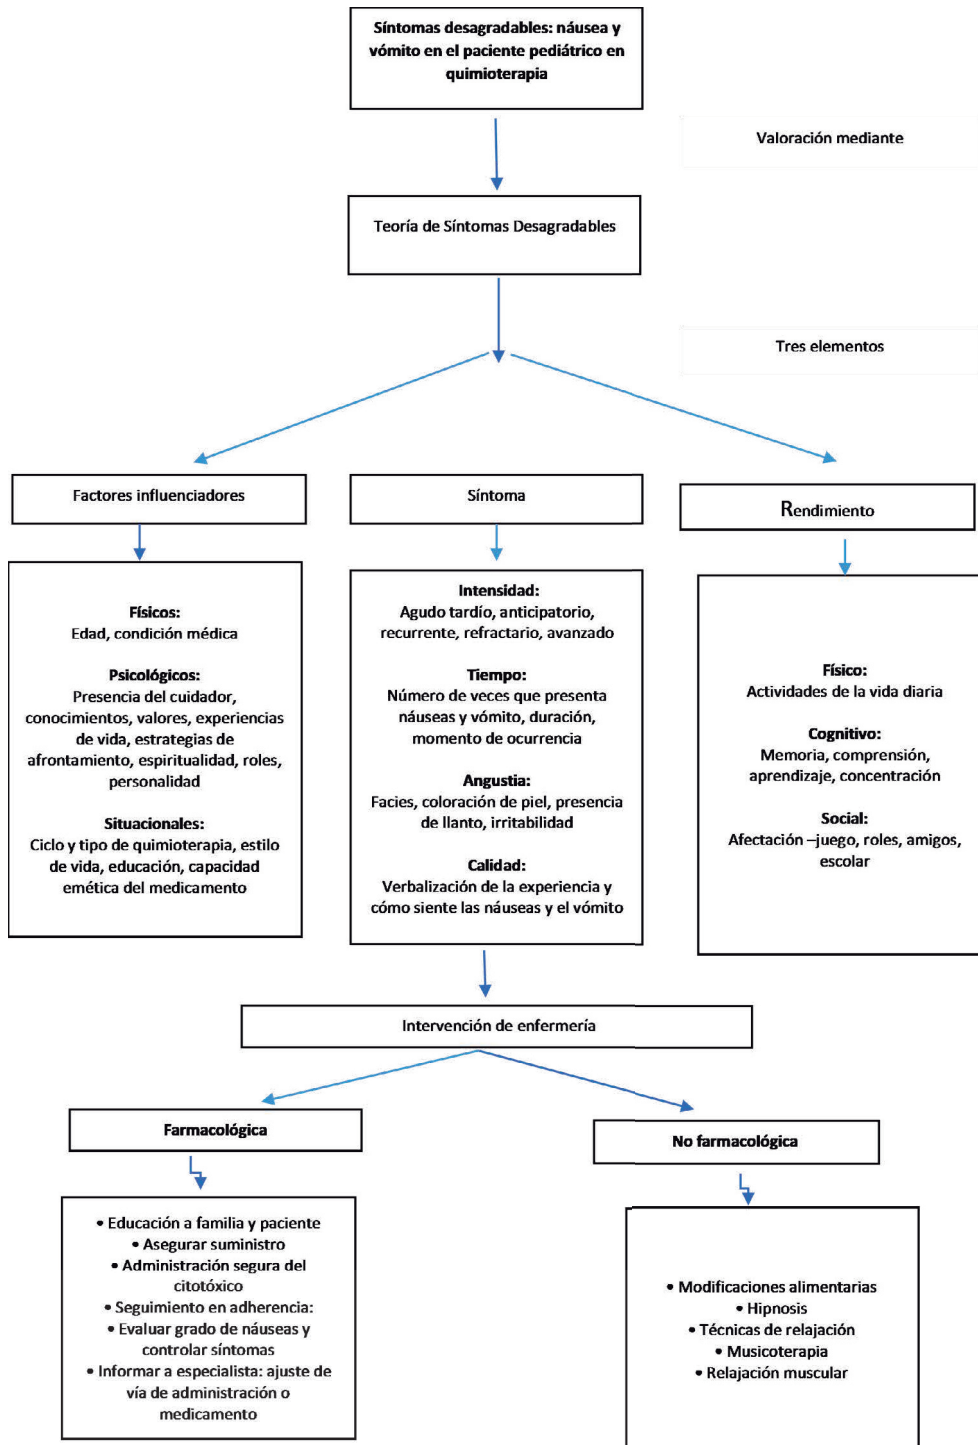 Síntomas desagradables: náusea y
vómito en el paciente pediátrico en
quimioterapia
Valoración mediante
Teoría de Síntomas Desagradables
Tres elementos
Factores influenciadores
Síntoma
Rendimiento
Físicos:
Edad, condición médica
Psicológicos:
Presencia del cuidador,
conocimientos, valores, experiencias
de vida, estrategias de
afrontamiento, espiritualidad, roles,
personalidad
Situacionales:
Ciclo y tipo de quimioterapia, estilo
de vida, educación, capacidad
emética del medicamento
Intensidad:
Agudo tardío, anticipatorio,
recurrente, refractario, avanzado
Tiempo:
Número de veces que presenta
náuseas y vómito, duración,
momento de ocurrencia
Angustia:
Facies, coloración de piel, presencia
de llanto, irritabilidad
Calidad:
Verbalización de la experiencia y
cómo siente las náuseas y el vómito
Físico:
Actividades de la vida diaria
Cognitivo:
Memoria, comprensión,
aprendizaje, concentración
Social:
Afectación –juego, roles, amigos,
escolar
Intervención de enfermería
Farmacológica
No farmacológica
• Educación a familia y paciente
• Asegurar suministro
• Administración segura del
citotóxico
• Seguimiento en adherencia:
• Evaluar grado de náuseas y
controlar síntomas
• Informar a especialista: ajuste de
vía de administración o
medicamento
• Modificaciones alimentarias
• Hipnosis
• Técnicas de relajación
• Musicoterapia
• Relajación muscular